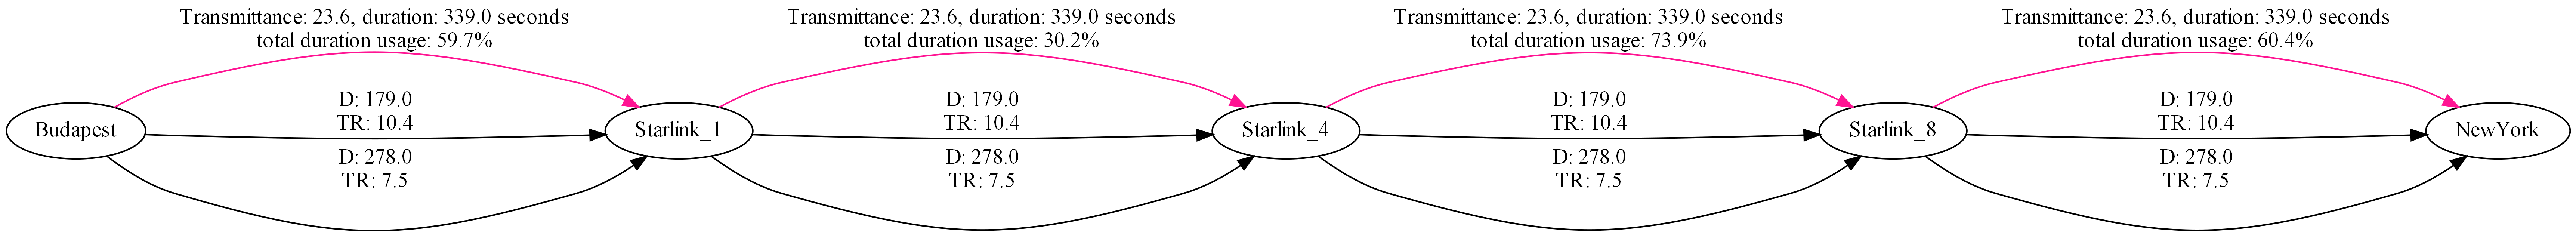 Transmittance: 23.6, duration: 339.0 seconds
total duration usage: 59.7%
Transmittance: 23.6, duration: 339.0 seconds
total duration usage: 30.2%
Transmittance: 23.6, duration: 339.0 seconds
total duration usage: 73.9%
Transmittance: 23.6, duration: 339.0 seconds
total duration usage: 60.4%
D: 179.0
TR: 10.4
D: 179.0
TR: 10.4
D: 179.0
TR: 10.4
D: 179.0
TR: 10.4
Budapest
Starlink_1
Starlink_4
Starlink_8
NewYork
D: 278.0
TR: 7.5
D: 278.0
TR: 7.5
D: 278.0
TR: 7.5
D: 278.0
TR: 7.5